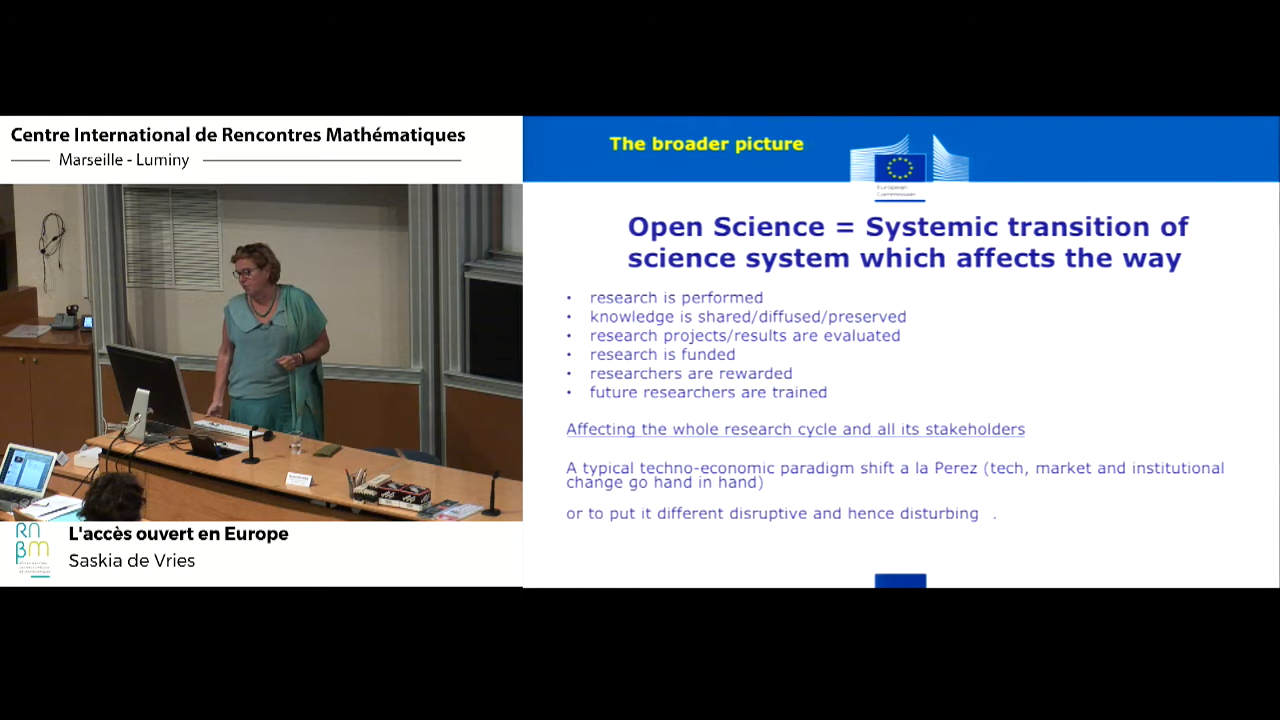 Centre International de Rencontres Mathématiques
Marseille - Luminy
The broader picture
European
Commission
Open Science = Systemic transition of
science system which affects the way
• research is performed
• knowledge is shared/diffused/preserved
• research projects/results are evaluated
• research is funded
• researchers are rewarded
• future researchers are trained
Affecting the whole research cycle and all its stakeholders
A typical techno-economic paradigm shift a la Perez (tech, market and institutional
change go hand in hand)
or to put it different disruptive and hence disturbing .
RN
βM
L'accès ouvert en Europe
Saskia de Vries